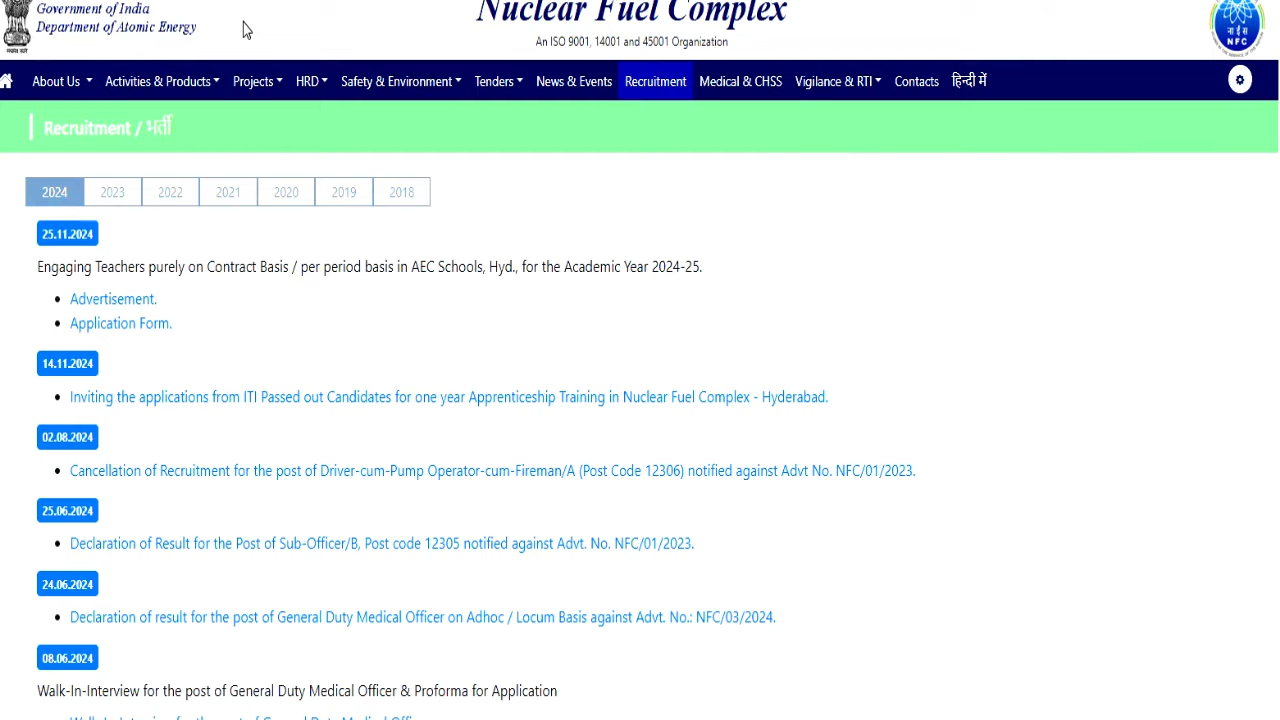 Government of India
Department of Atomic Energy
Nuclear Fuel Complex
An ISO 9001, 14001 and 45001 Organization
ना ई स
NFC
About Us Activities & Products Projects HRD Safety & Environment Tenders News & Events Recruitment Medical & CHSS Vigilance & RTI Contacts हिन्दी में
Recruitment / भर्ती
2024 2023 2022 2021 2020 2019 2018
25.11.2024
Engaging Teachers purely on Contract Basis / per period basis in AEC Schools, Hyd., for the Academic Year 2024-25.
Advertisement.
Application Form.
14.11.2024
Inviting the applications from ITI Passed out Candidates for one year Apprenticeship Training in Nuclear Fuel Complex - Hyderabad.
02.08.2024
Cancellation of Recruitment for the post of Driver-cum-Pump Operator-cum-Fireman/A (Post Code 12306) notified against Advt No. NFC/01/2023.
25.06.2024
Declaration of Result for the Post of Sub-Officer/B, Post code 12305 notified against Advt. No. NFC/01/2023.
24.06.2024
Declaration of result for the post of General Duty Medical Officer on Adhoc / Locum Basis against Advt. No.: NFC/03/2024.
08.06.2024
Walk-In-Interview for the post of General Duty Medical Officer & Proforma for Application